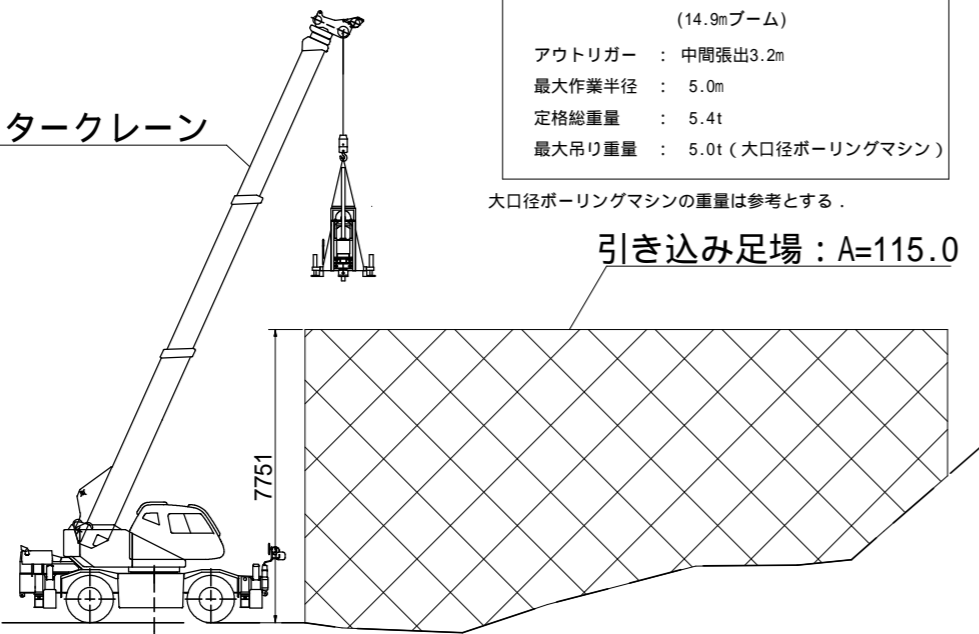 (14.9mブーム)
アウトリガー : 中間張出3.2m
最大作業半径 : 5.0m
定格総重量 : 5.4t
最大吊り重量 : 5.0t (大口径ボーリングマシン)
タークレーン
大口径ボーリングマシンの重量は参考とする.
引き込み足場:A=115.0
7751